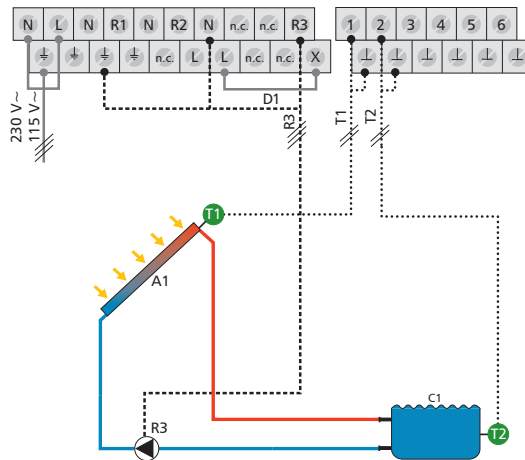 N L N R1 N R2 N n.c. n.c. R3
n.c. L L n.c. n.c. X
1 2 3 4 5 6
D1
230 V~
115 V~
R3
T1
T2
T1
A1
R3
C1
T2